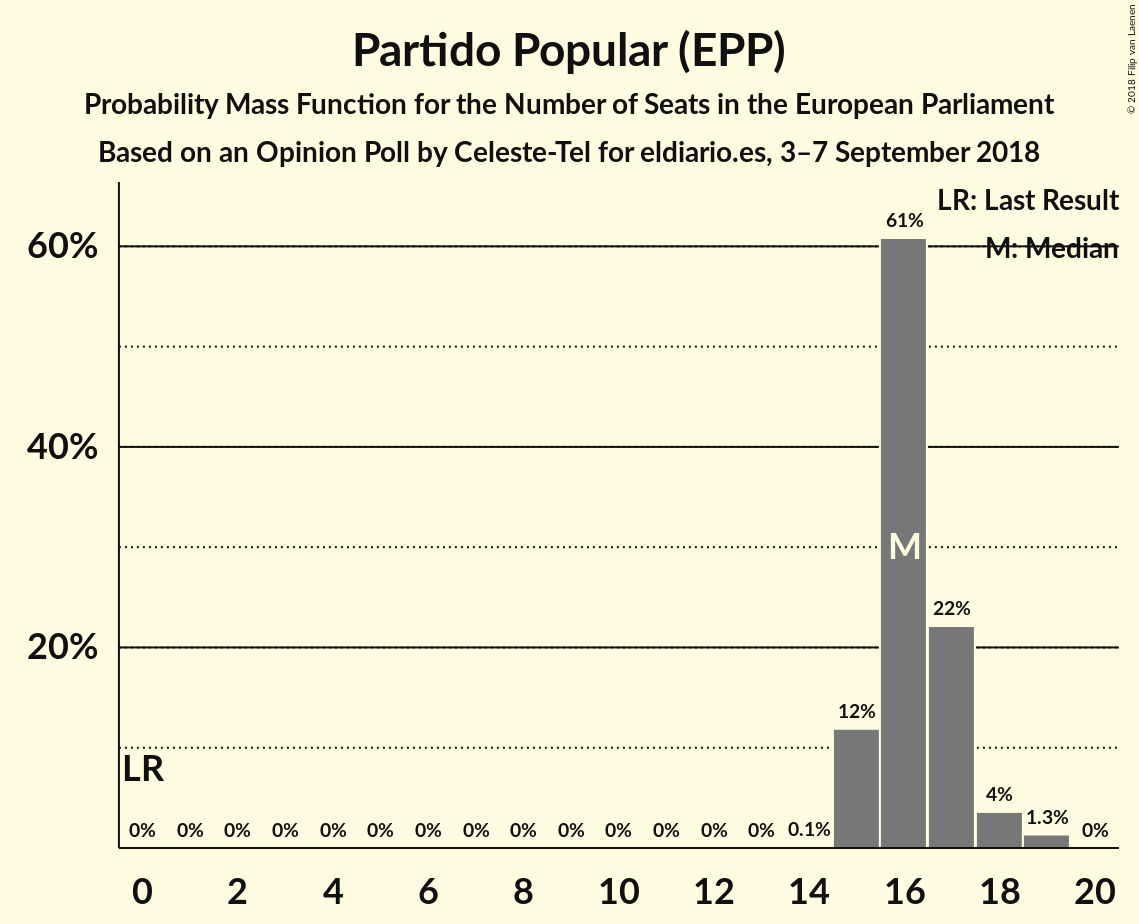 Partido Popular (EPP)
Probability Mass Function for the Number of Seats in the European Parliament
Based on an Opinion Poll by Celeste-Tel for eldiario.es, 3–7 September 2018
© 2018 Filip van Laenen
LR: Last Result
M: Median
61%
60%
40%
M
22%
20%
12%
LR
4%
1.3%
0% 0% 0% 0% 0% 0% 0% 0% 0% 0% 0% 0% 0% 0% 0.1% 0%
0 2 4 6 8 10 12 14 16 18 20